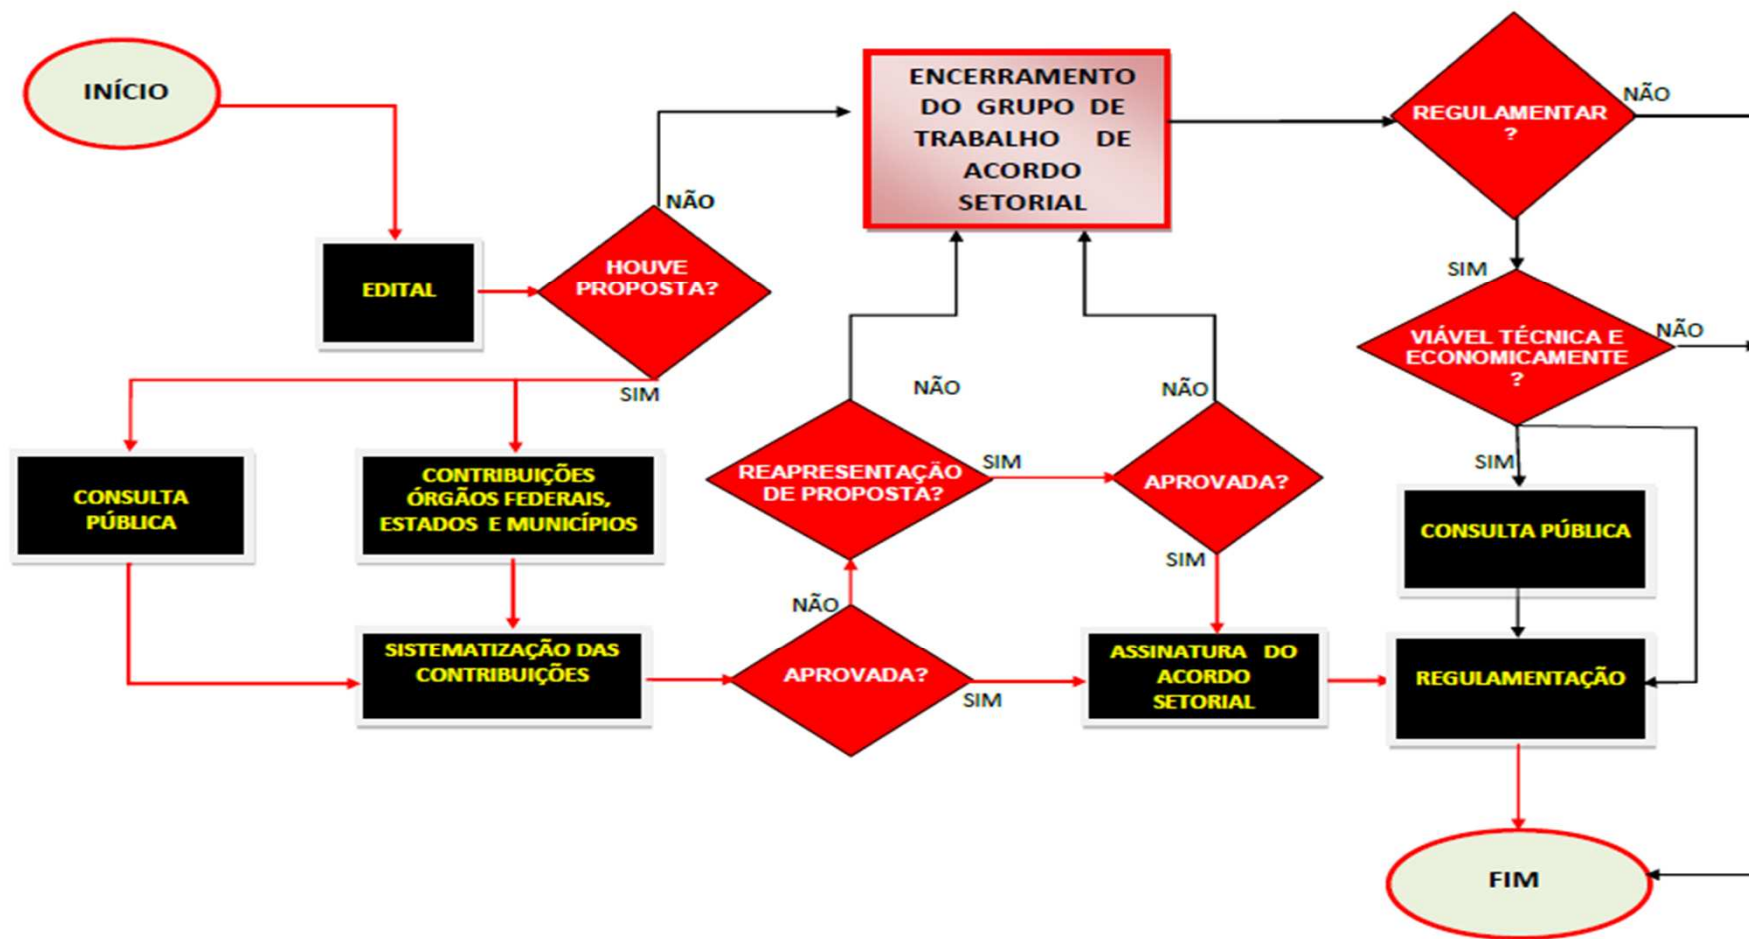 INÍCIO
EDITAL
HOUVE
PROPOSTA?
NÃO
SIM
ENCERRAMENTO
DO GRUPO DE
TRABALHO DE
ACORDO
SETORIAL
REGULAMENTAR
?
NÃO
SIM
VIÁVEL TÉCNICA E
ECONOMICAMENTE
?
NÃO
SIM
CONSULTA
PÚBLICA
CONTRIBUIÇÕES
ÓRGÃOS FEDERAIS,
ESTADOS E MUNICÍPIOS
REAPRESENTAÇÃO
DE PROPOSTA?
NÃO
SIM
APROVADA?
NÃO
SIM
CONSULTA PÚBLICA
SISTEMATIZAÇÃO DAS
CONTRIBUIÇÕES
APROVADA?
NÃO
SIM
ASSINATURA DO
ACORDO
SETORIAL
REGULAMENTAÇÃO
FIM